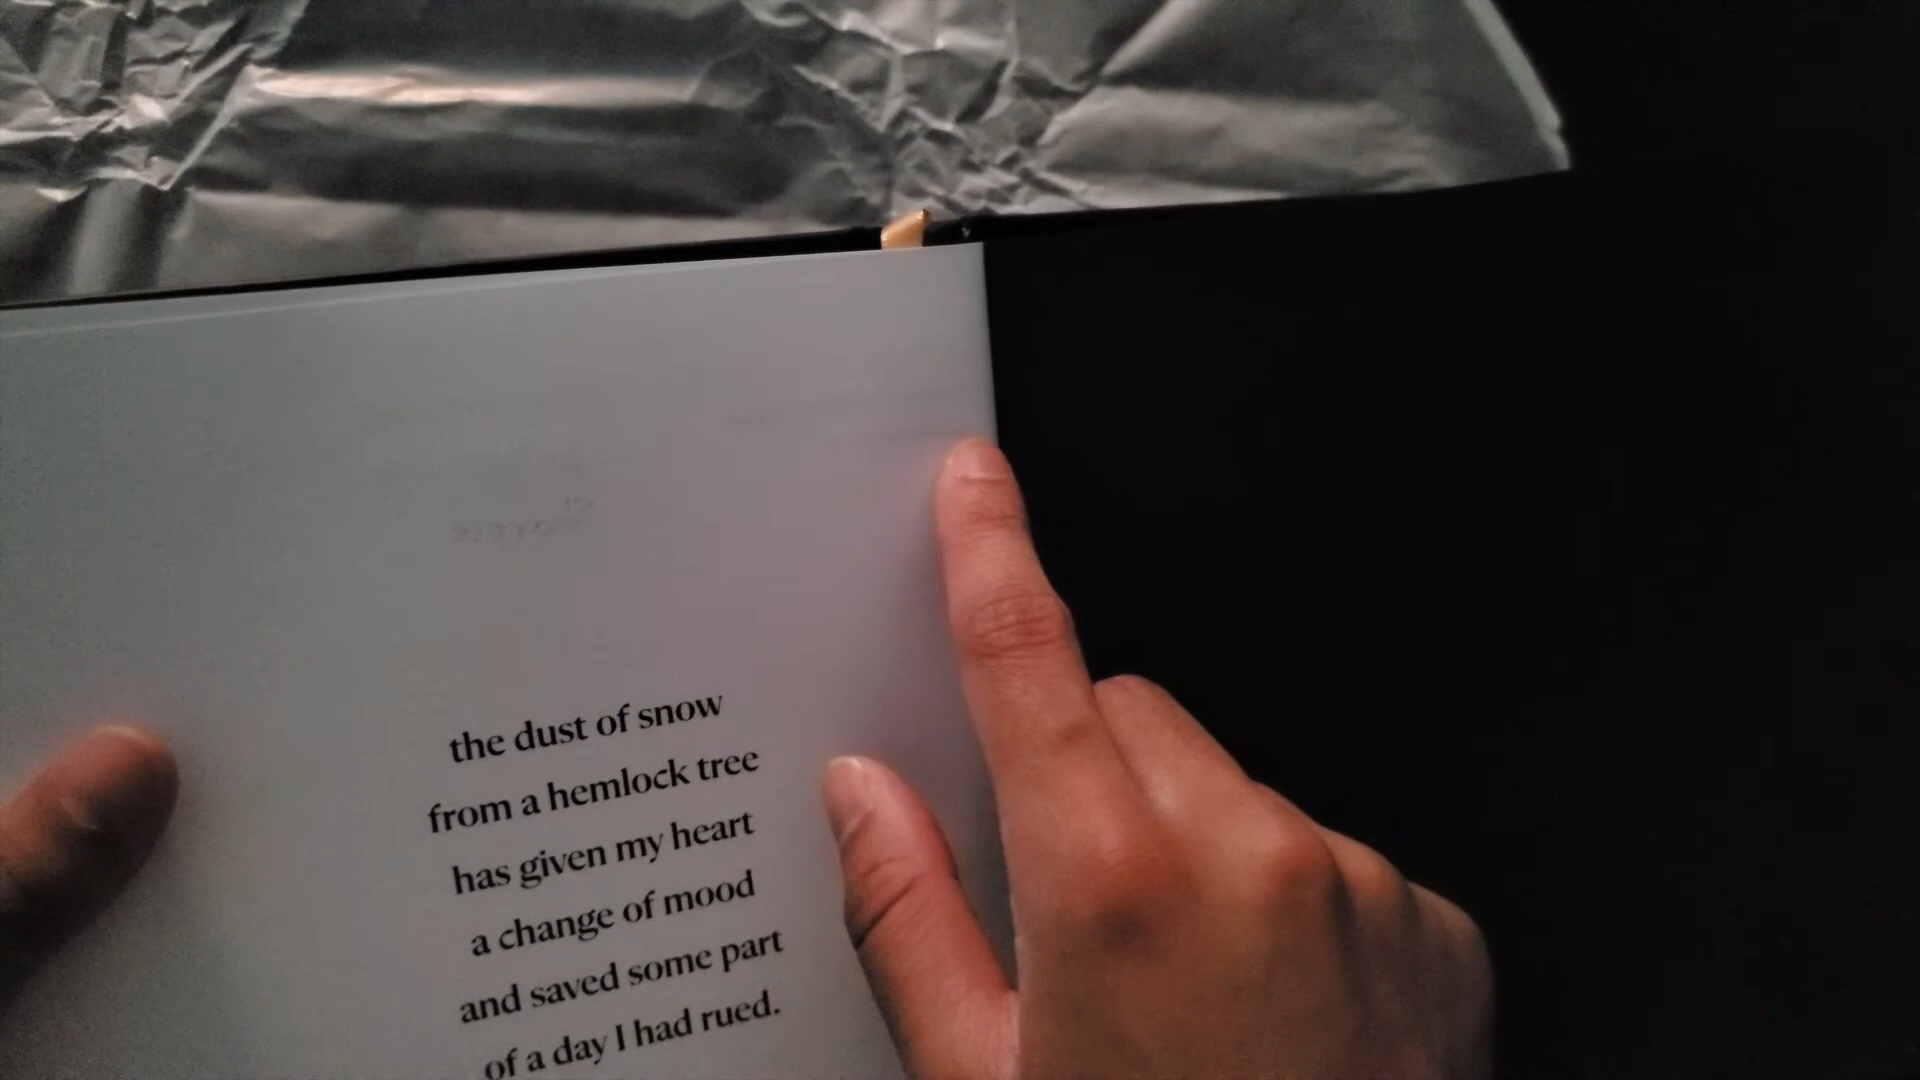 the dust of snow
from a hemlock tree
has given my heart
a change of mood
and saved some part
of a day I had rued.